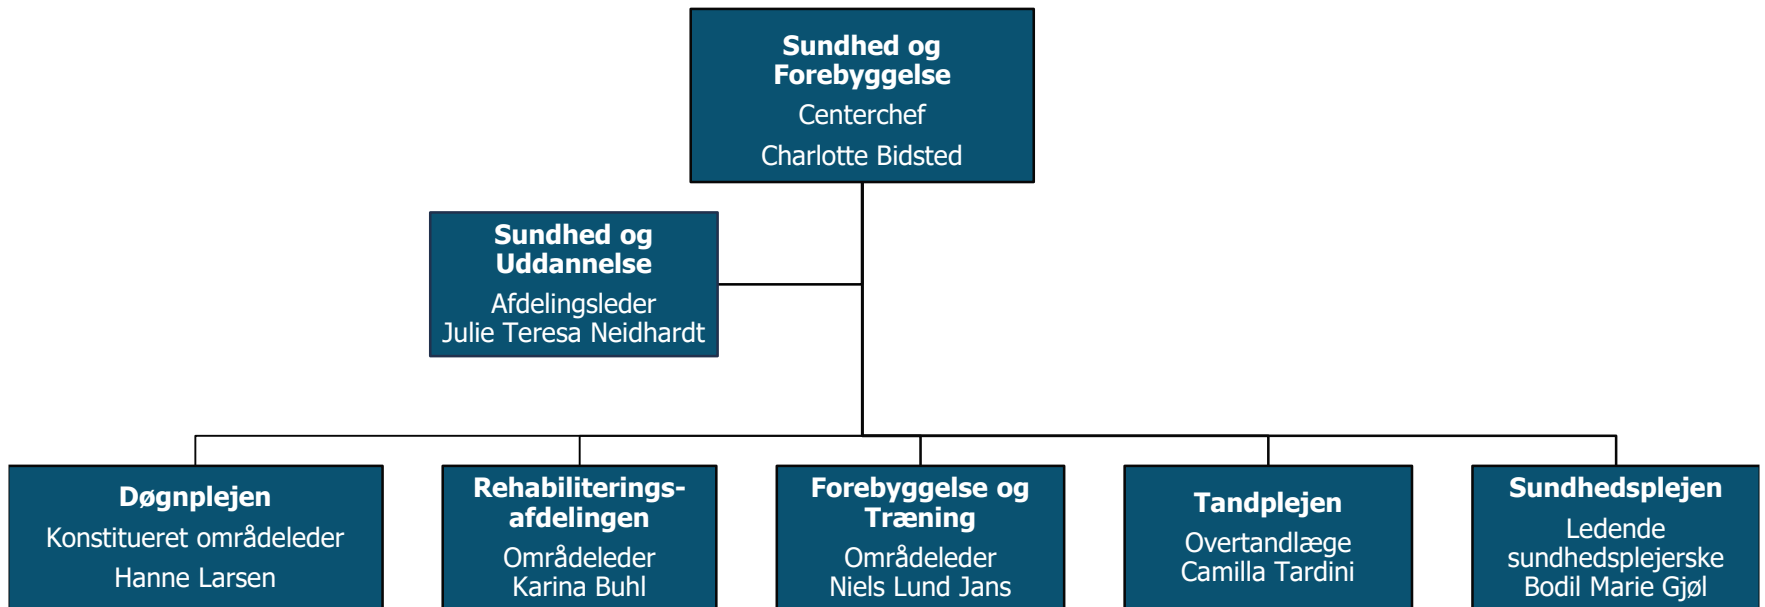 Sundhed og
Forebyggelse
Centerchef
Charlotte Bidsted
Sundhed og
Uddannelse
Afdelingsleder
Julie Teresa Neidhardt
Døgnplejen
Konstitueret områdeleder
Hanne Larsen
Rehabiliterings-
afdelingen
Områdeleder
Karina Buhl
Forebyggelse og
Træning
Områdeleder
Niels Lund Jans
Tandplejen
Overtandlæge
Camilla Tardini
Sundhedsplejen
Ledende
sundhedsplejerske
Bodil Marie Gjøl